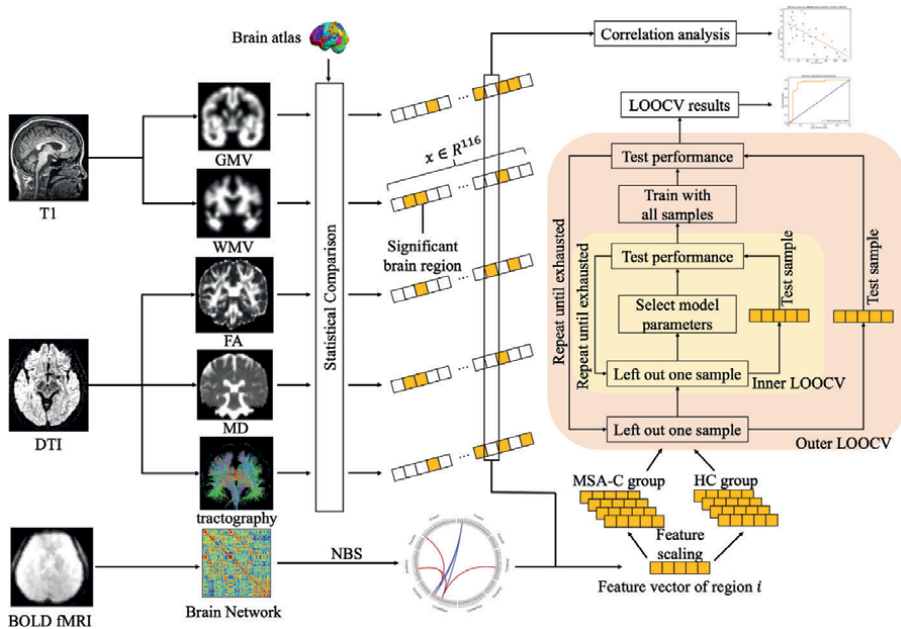 Brain atlas
T1
GMV
WMV
DTI
FA
MD
tractography
BOLD fMRI
Brain Network
Statistical Comparison
x ∈ R¹¹⁶
Significant
brain region
NBS
Correlation analysis
LOOCV results
Test performance
Train with
all samples
Test performance
Select model
parameters
Left out one sample
Inner LOOCV
Left out one sample
Outer LOOCV
Repeat until exhausted
Repeat until exhausted
Test sample
Test sample
MSA-C group
HC group
Feature
scaling
Feature vector of region i